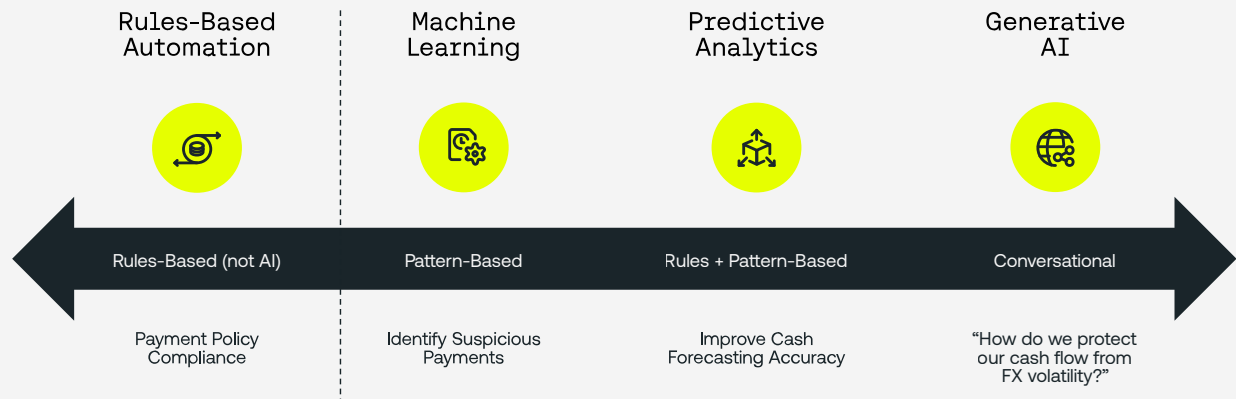 Rules-Based
Automation
Machine
Learning
Predictive
Analytics
Generative
AI
Rules-Based (not AI)
Pattern-Based
Rules + Pattern-Based
Conversational
Payment Policy
Compliance
Identify Suspicious
Payments
Improve Cash
Forecasting Accuracy
“How do we protect
our cash flow from
FX volatility?”